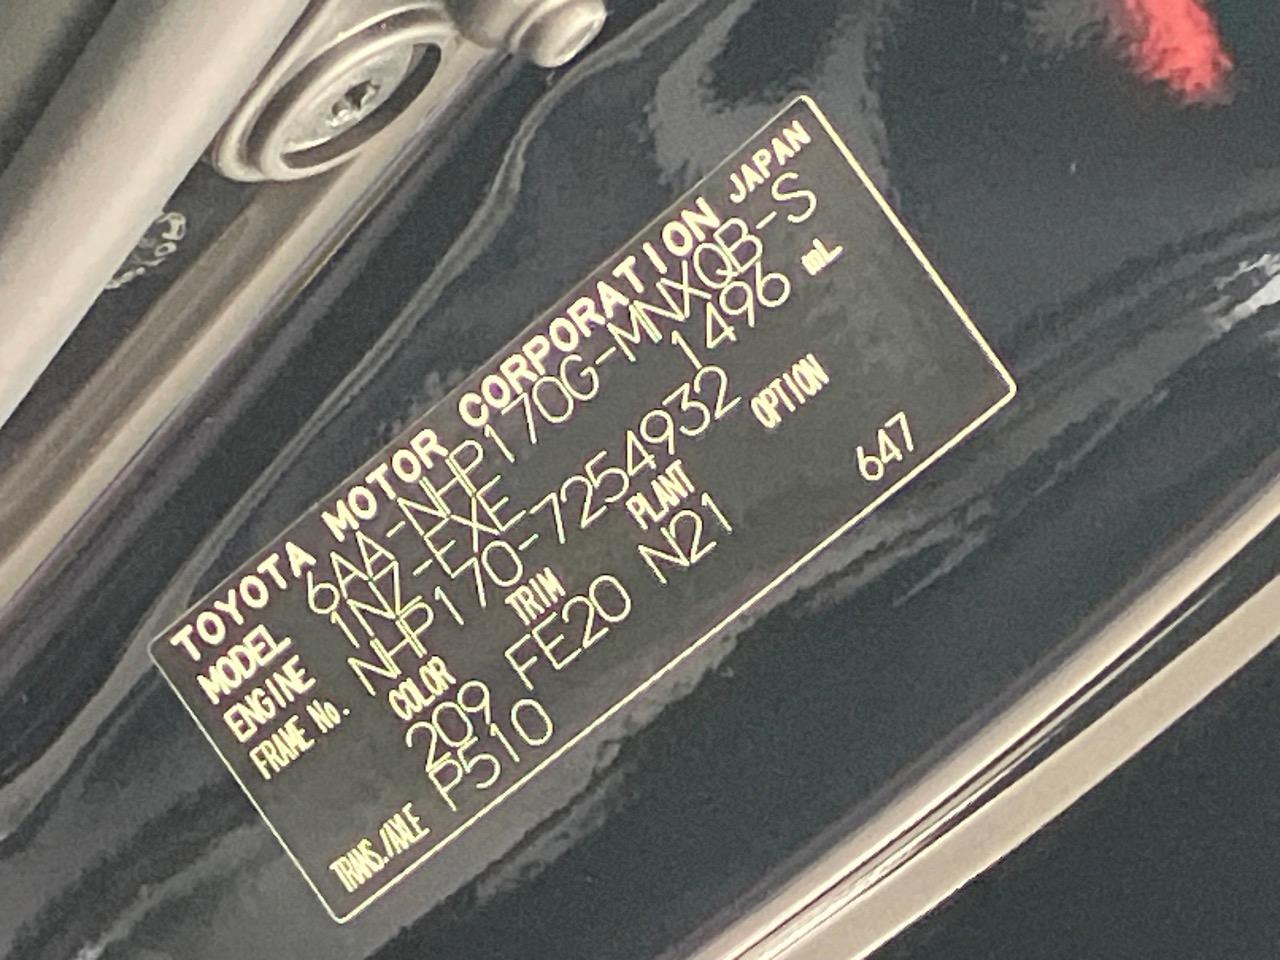 TOYOTA MOTOR CORPORATION JAPAN
MODEL 6AA-NHP170G-MNXQB-S
ENGINE 1NZ-EXE 1496 mL
FRAME No. NHP170-7254932
COLOR TRIM PLANT OPTION
209 FE20 N21 647
TRANS./AXLE P510